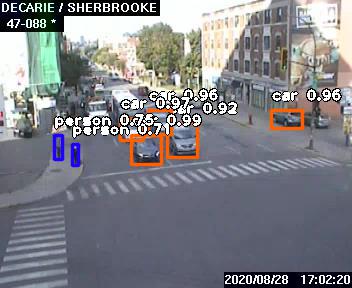 DECARIE / SHERBROOKE
47-088 *
car 0.96
car 0.97
car 0.92
car 0.96
person 0.75
0.99
person 0.71
2020/08/28 17:02:20